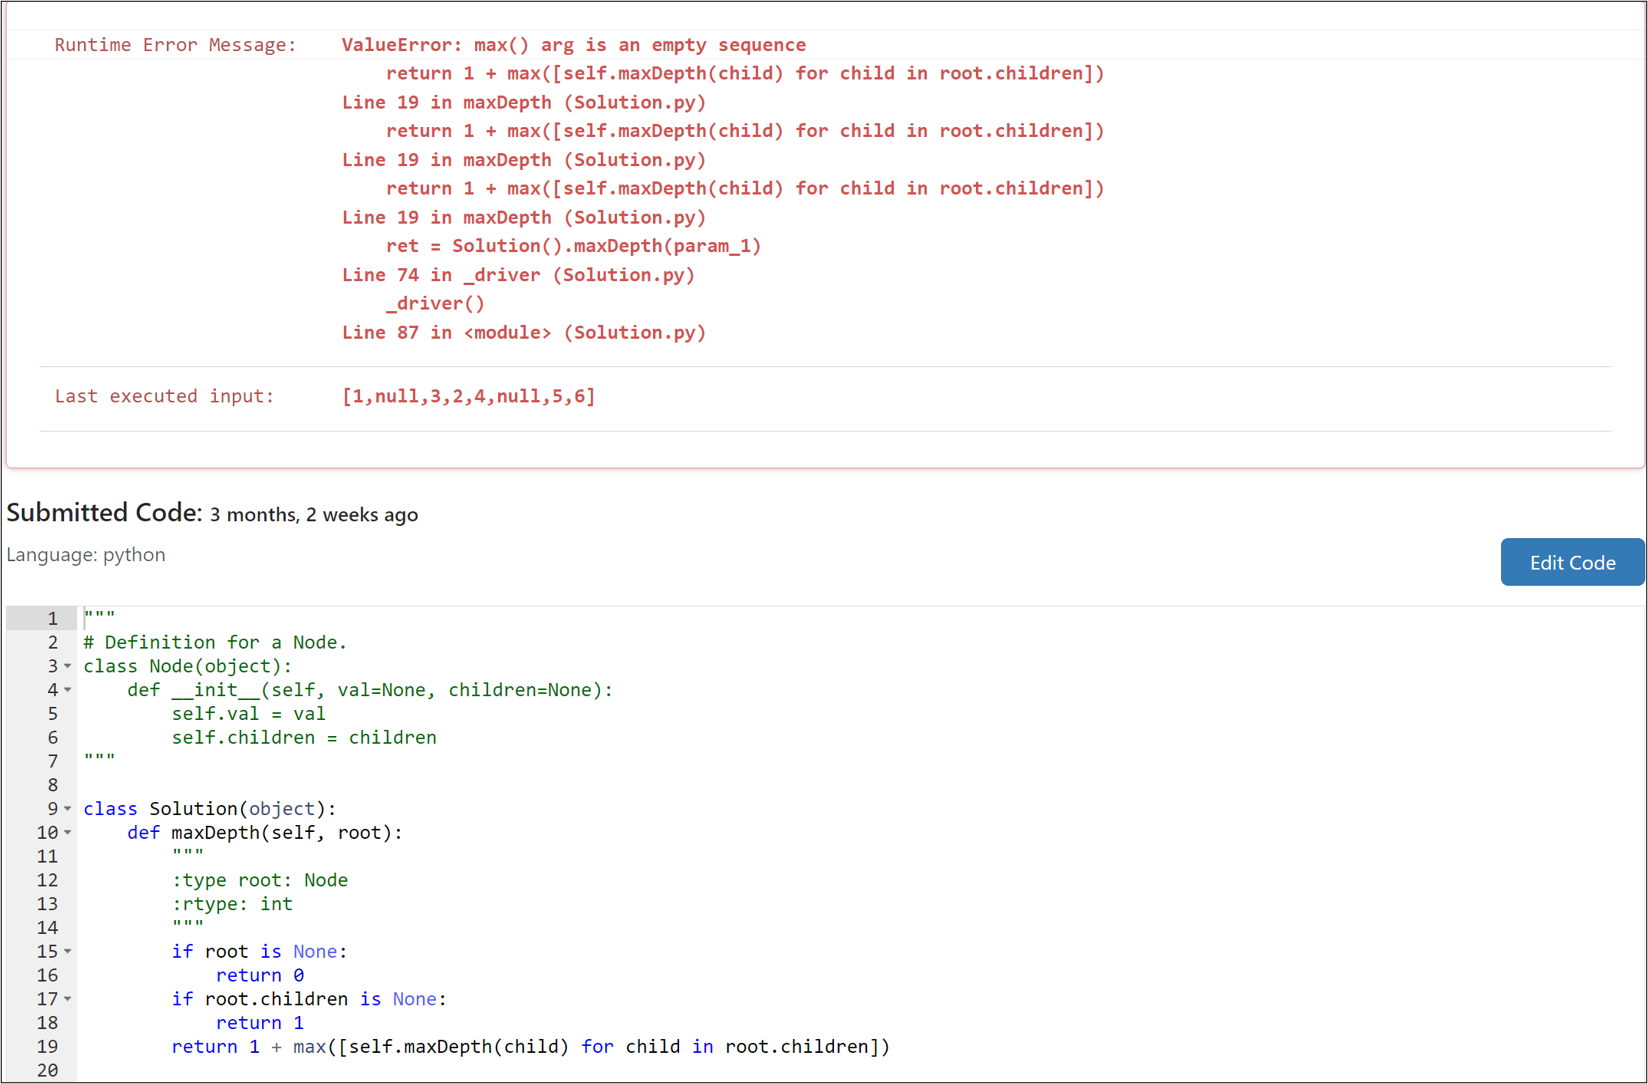 Runtime Error Message: ValueError: max() arg is an empty sequence
return 1 + max([self.maxDepth(child) for child in root.children])
Line 19 in maxDepth (Solution.py)
return 1 + max([self.maxDepth(child) for child in root.children])
Line 19 in maxDepth (Solution.py)
return 1 + max([self.maxDepth(child) for child in root.children])
Line 19 in maxDepth (Solution.py)
ret = Solution().maxDepth(param_1)
Line 74 in _driver (Solution.py)
_driver()
Line 87 in <module> (Solution.py)
Last executed input: [1,null,3,2,4,null,5,6]
Submitted Code: 3 months, 2 weeks ago
Language: python
Edit Code
1 """
2 # Definition for a Node.
3 class Node(object):
4     def __init__(self, val=None, children=None):
5         self.val = val
6         self.children = children
7 """
8
9 class Solution(object):
10     def maxDepth(self, root):
11         """
12         :type root: Node
13         :rtype: int
14         """
15         if root is None:
16             return 0
17         if root.children is None:
18             return 1
19         return 1 + max([self.maxDepth(child) for child in root.children])
20